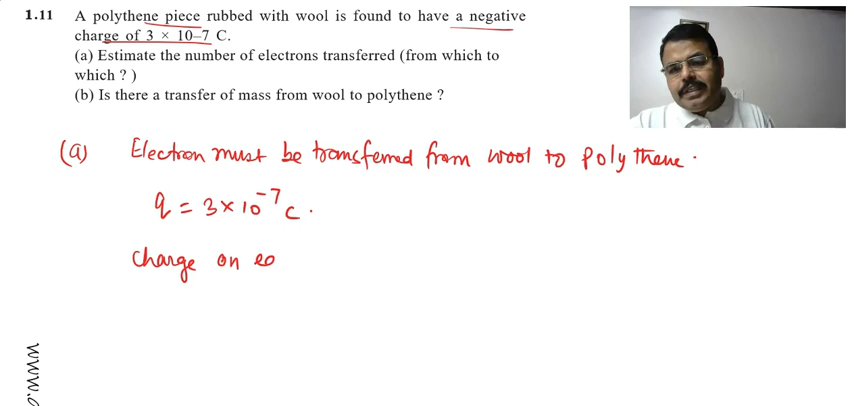 1.11 A polythene piece rubbed with wool is found to have a negative
charge of 3 × 10–7 C.
(a) Estimate the number of electrons transferred (from which to
which ? )
(b) Is there a transfer of mass from wool to polythene ?
(a) Electron must be transferred from wool to polythene.
q = 3 × 10⁻⁷ C.
Charge on
www.